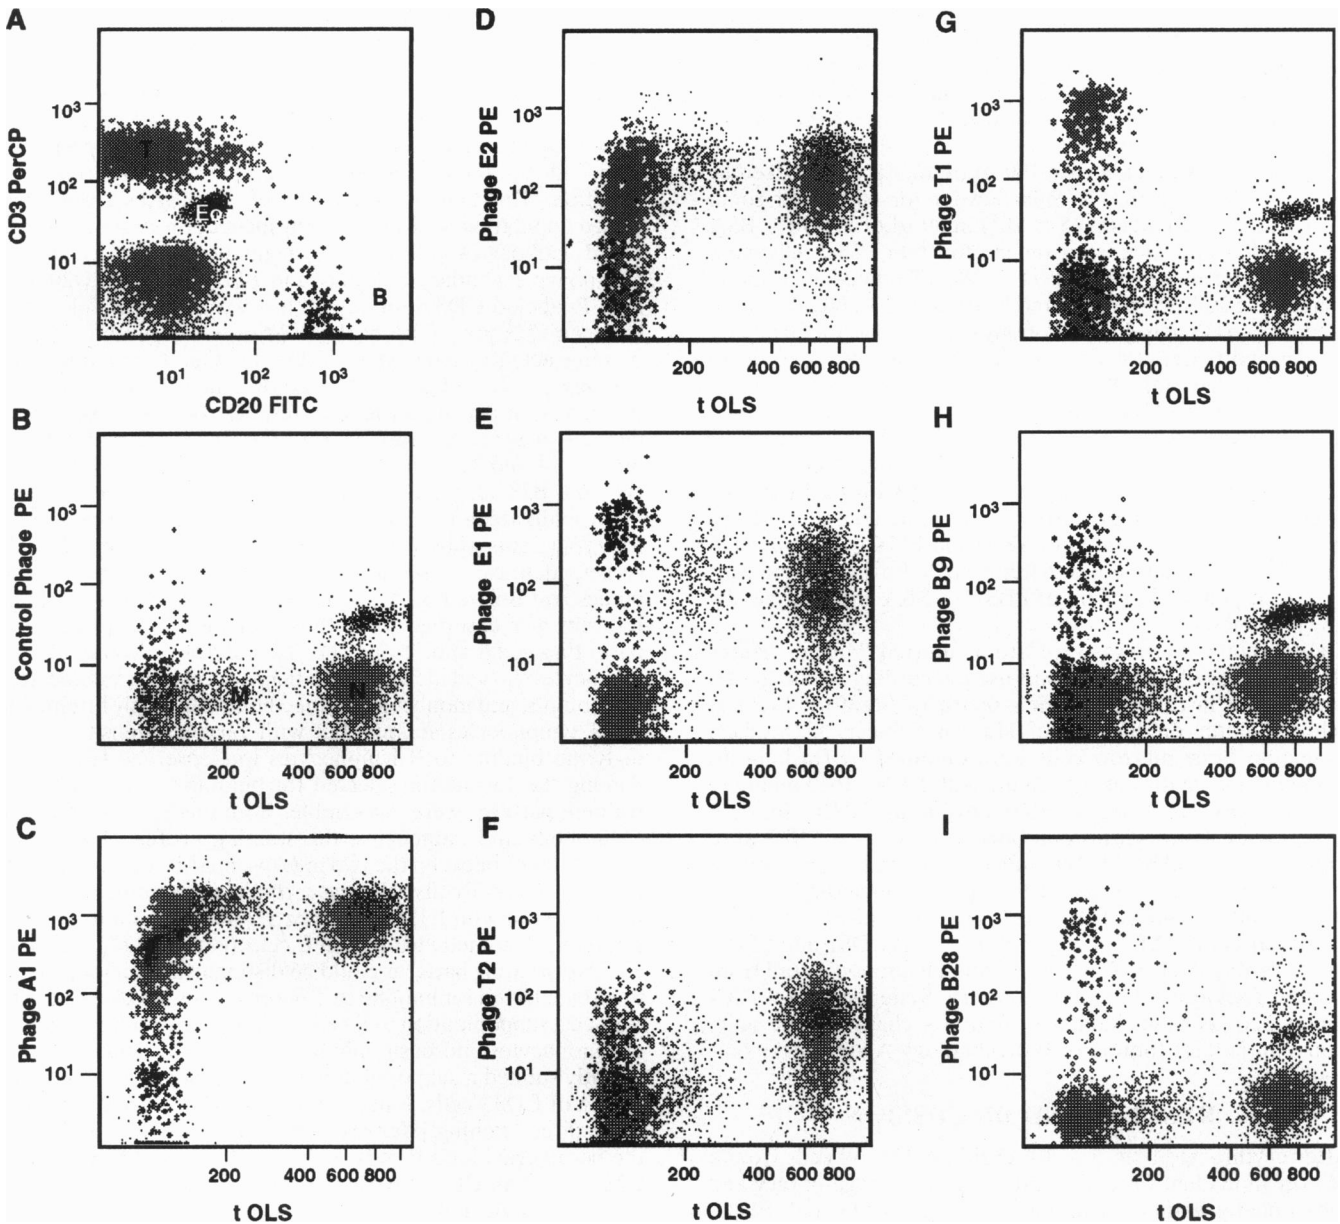 A
CD3 PerCP
10³
10²
10¹
T
Eo
B
10¹ 10² 10³
CD20 FITC
B
Control Phage PE
10³
10²
10¹
M
N
200 400 600 800
t OLS
C
Phage A1 PE
10³
10²
10¹
200 400 600 800
t OLS
D
Phage E2 PE
10³
10²
10¹
200 400 600 800
t OLS
E
Phage E1 PE
10³
10²
10¹
200 400 600 800
t OLS
F
Phage T2 PE
10³
10²
10¹
200 400 600 800
t OLS
G
Phage T1 PE
10³
10²
10¹
200 400 600 800
t OLS
H
Phage B9 PE
10³
10²
10¹
200 400 600 800
t OLS
I
Phage B28 PE
10³
10²
10¹
200 400 600 800
t OLS